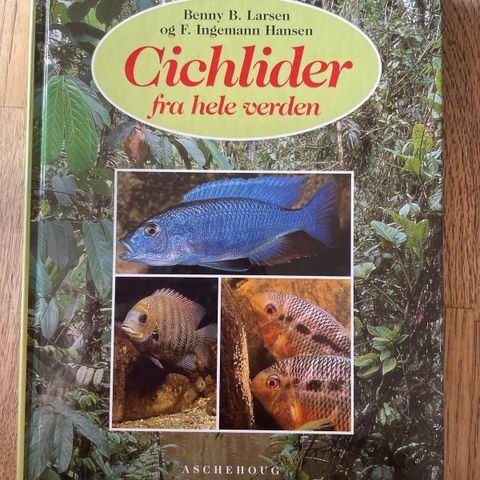 Benny B. Larsen
og F. Ingemann Hansen
Cichlider
fra hele verden
ASCHEHOUG